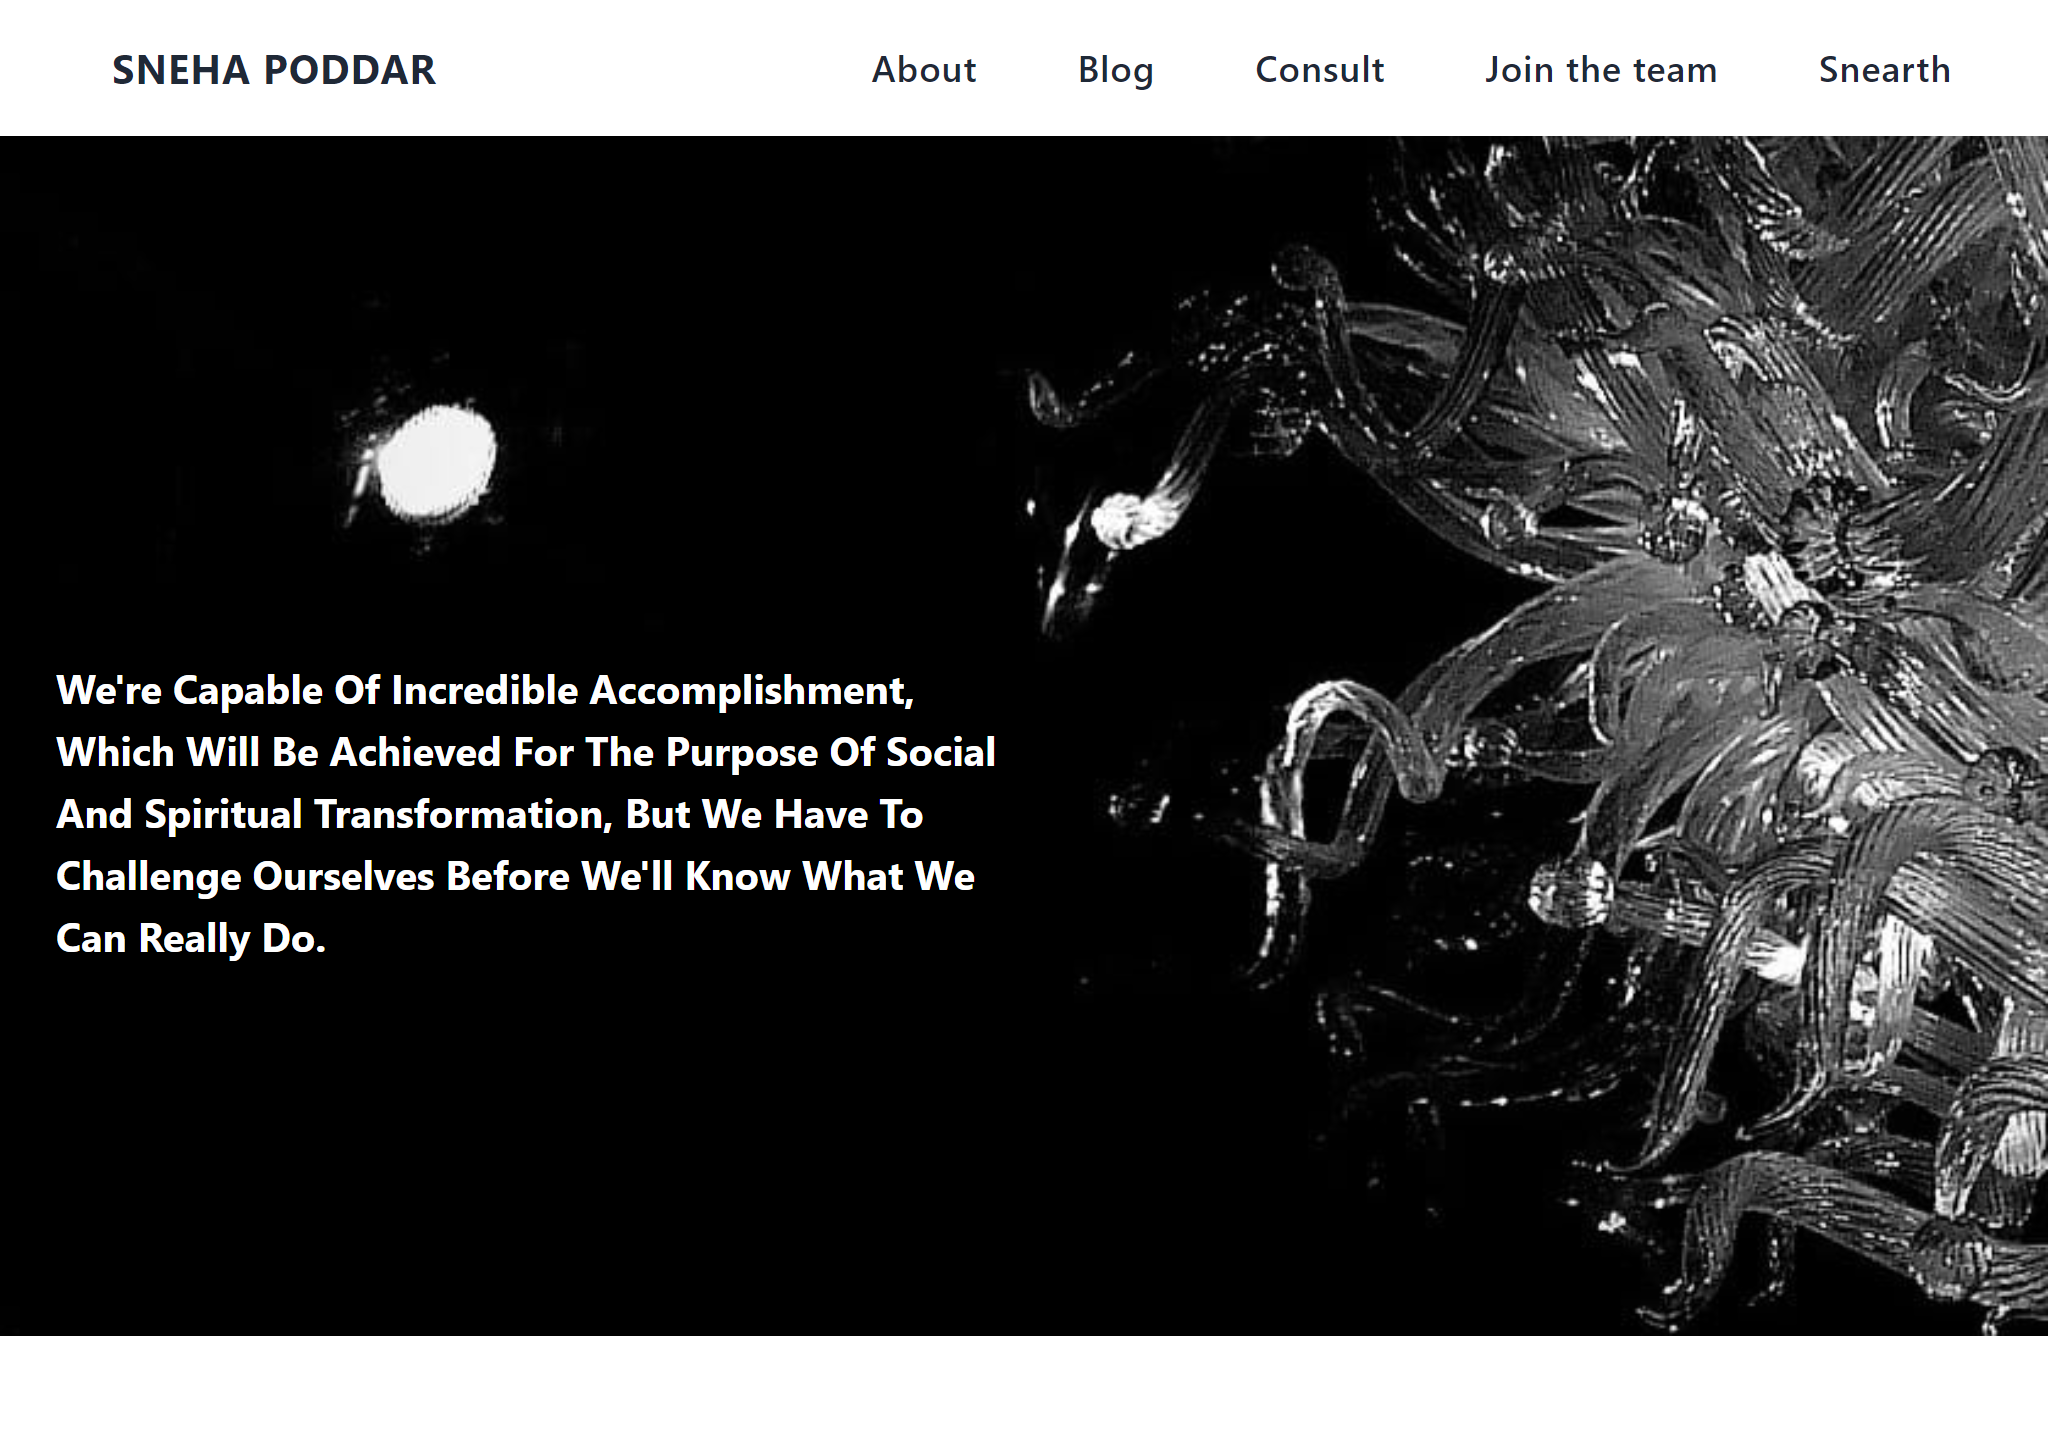 SNEHA PODDAR
About Blog Consult Join the team Snearth
We're Capable Of Incredible Accomplishment,
Which Will Be Achieved For The Purpose Of Social
And Spiritual Transformation, But We Have To
Challenge Ourselves Before We'll Know What We
Can Really Do.